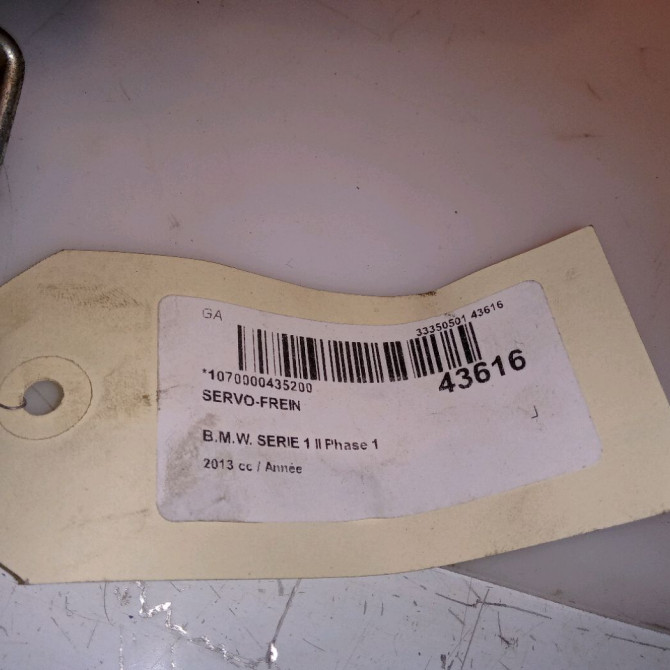 GA
33350501 43616
*1070000435200
43616
SERVO-FREIN
B.M.W. SERIE 1 II Phase 1
2013 cc / Année